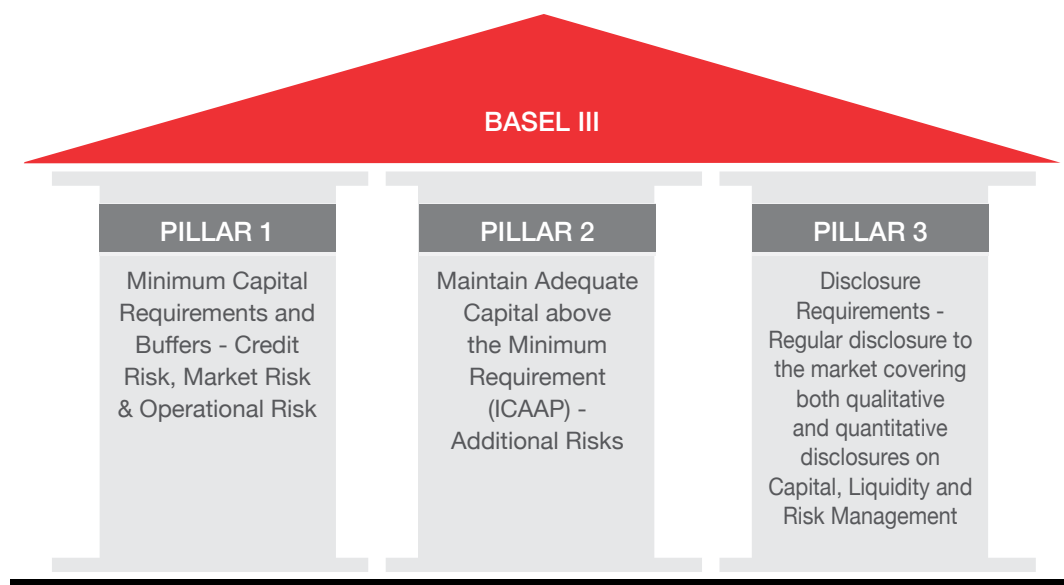 BASEL III
PILLAR 1
Minimum Capital
Requirements and
Buffers - Credit
Risk, Market Risk
& Operational Risk
PILLAR 2
Maintain Adequate
Capital above
the Minimum
Requirement
(ICAAP) -
Additional Risks
PILLAR 3
Disclosure
Requirements -
Regular disclosure to
the market covering
both qualitative
and quantitative
disclosures on
Capital, Liquidity and
Risk Management